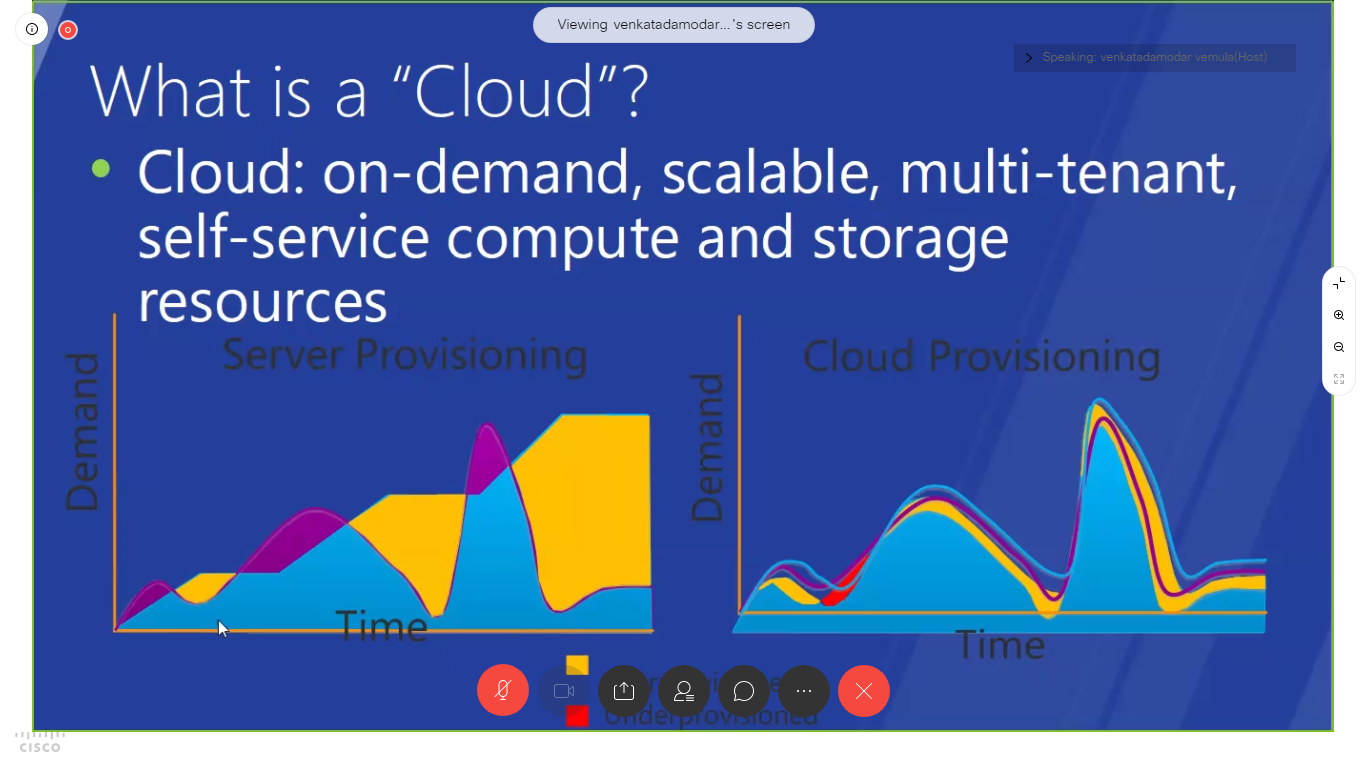 Viewing venkatadamodar... 's screen
Speaking: venkatadamodar vemula(Host)
What is a “Cloud”?
Cloud: on-demand, scalable, multi-tenant,
self-service compute and storage
resources
Server Provisioning
Demand
Time
Cloud Provisioning
Demand
Time
Underprovisioned
CISCO